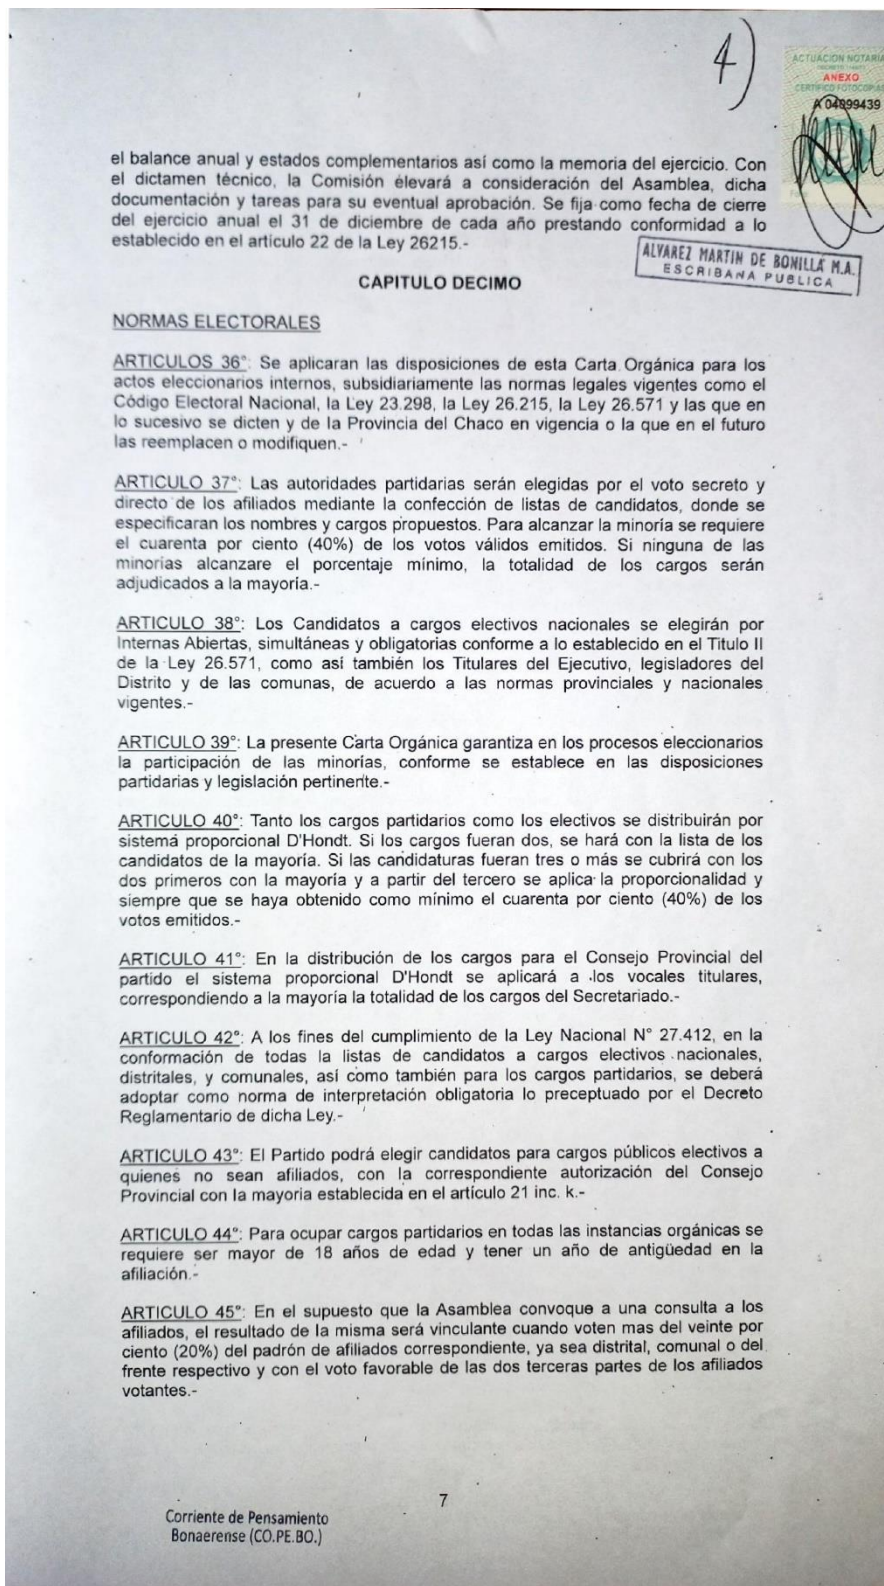 4)
ACTUACION NOTARIA
ANEXO
CERTIFICO FOTOCOPIAS
A 04099439
el balance anual y estados complementarios así como la memoria del ejercicio. Con
el dictamen técnico, la Comisión elevará a consideración del Asamblea, dicha
documentación y tareas para su eventual aprobación. Se fija como fecha de cierre
del ejercicio anual el 31 de diciembre de cada año prestando conformidad a lo
establecido en el articulo 22 de la Ley 26215.-
ALVAREZ MARTIN DE BONILLA M.A.
ESCRIBANA PUBLICA
CAPITULO DECIMO
NORMAS ELECTORALES
ARTICULOS 36°: Se aplicaran las disposiciones de esta Carta Orgánica para los
actos eleccionarios internos, subsidiariamente las normas legales vigentes como el
Código Electoral Nacional, la Ley 23.298, la Ley 26.215, la Ley 26.571 y las que en
lo sucesivo se dicten y de la Provincia del Chaco en vigencia o la que en el futuro
las reemplacen o modifiquen.-
ARTICULO 37°: Las autoridades partidarias serán elegidas por el voto secreto y
directo de los afiliados mediante la confección de listas de candidatos, donde se
especificaran los nombres y cargos propuestos. Para alcanzar la minoría se requiere
el cuarenta por ciento (40%) de los votos válidos emitidos. Si ninguna de las
minorías alcanzare el porcentaje mínimo, la totalidad de los cargos serán
adjudicados a la mayoría.-
ARTICULO 38°: Los Candidatos a cargos electivos nacionales se elegirán por
Internas Abiertas, simultáneas y obligatorias conforme a lo establecido en el Titulo II
de la Ley 26.571, como así también los Titulares del Ejecutivo, legisladores del
Distrito y de las comunas, de acuerdo a las normas provinciales y nacionales
vigentes.-
ARTICULO 39°: La presente Carta Orgánica garantiza en los procesos eleccionarios
la participación de las minorías, conforme se establece en las disposiciones
partidarias y legislación pertinente.-
ARTICULO 40°: Tanto los cargos partidarios como los electivos se distribuirán por
sistema proporcional D'Hondt. Si los cargos fueran dos, se hará con la lista de los
candidatos de la mayoría. Si las candidaturas fueran tres o más se cubrirá con los
dos primeros con la mayoría y a partir del tercero se aplica la proporcionalidad y
siempre que se haya obtenido como mínimo el cuarenta por ciento (40%) de los
votos emitidos.-
ARTICULO 41°: En la distribución de los cargos para el Consejo Provincial del
partido el sistema proporcional D'Hondt se aplicará a los vocales titulares,
correspondiendo a la mayoría la totalidad de los cargos del Secretariado.-
ARTICULO 42°: A los fines del cumplimiento de la Ley Nacional N° 27.412, en la
conformación de todas la listas de candidatos a cargos electivos nacionales,
distritales, y comunales, así como también para los cargos partidarios, se deberá
adoptar como norma de interpretación obligatoria lo preceptuado por el Decreto
Reglamentario de dicha Ley.-
ARTICULO 43°: El Partido podrá elegir candidatos para cargos públicos electivos a
quienes no sean afiliados, con la correspondiente autorización del Consejo
Provincial con la mayoria establecida en el artículo 21 inc. k.-
ARTICULO 44°: Para ocupar cargos partidarios en todas las instancias orgánicas se
requiere ser mayor de 18 años de edad y tener un año de antigüedad en la
afiliación.-
ARTICULO 45°: En el supuesto que la Asamblea convoque a una consulta a los
afiliados, el resultado de la misma será vinculante cuando voten mas del veinte por
ciento (20%) del padrón de afiliados correspondiente, ya sea distrital, comunal o del
frente respectivo y con el voto favorable de las dos terceras partes de los afiliados
votantes.-
7
Corriente de Pensamiento
Bonaerense (CO.PE.BO.)